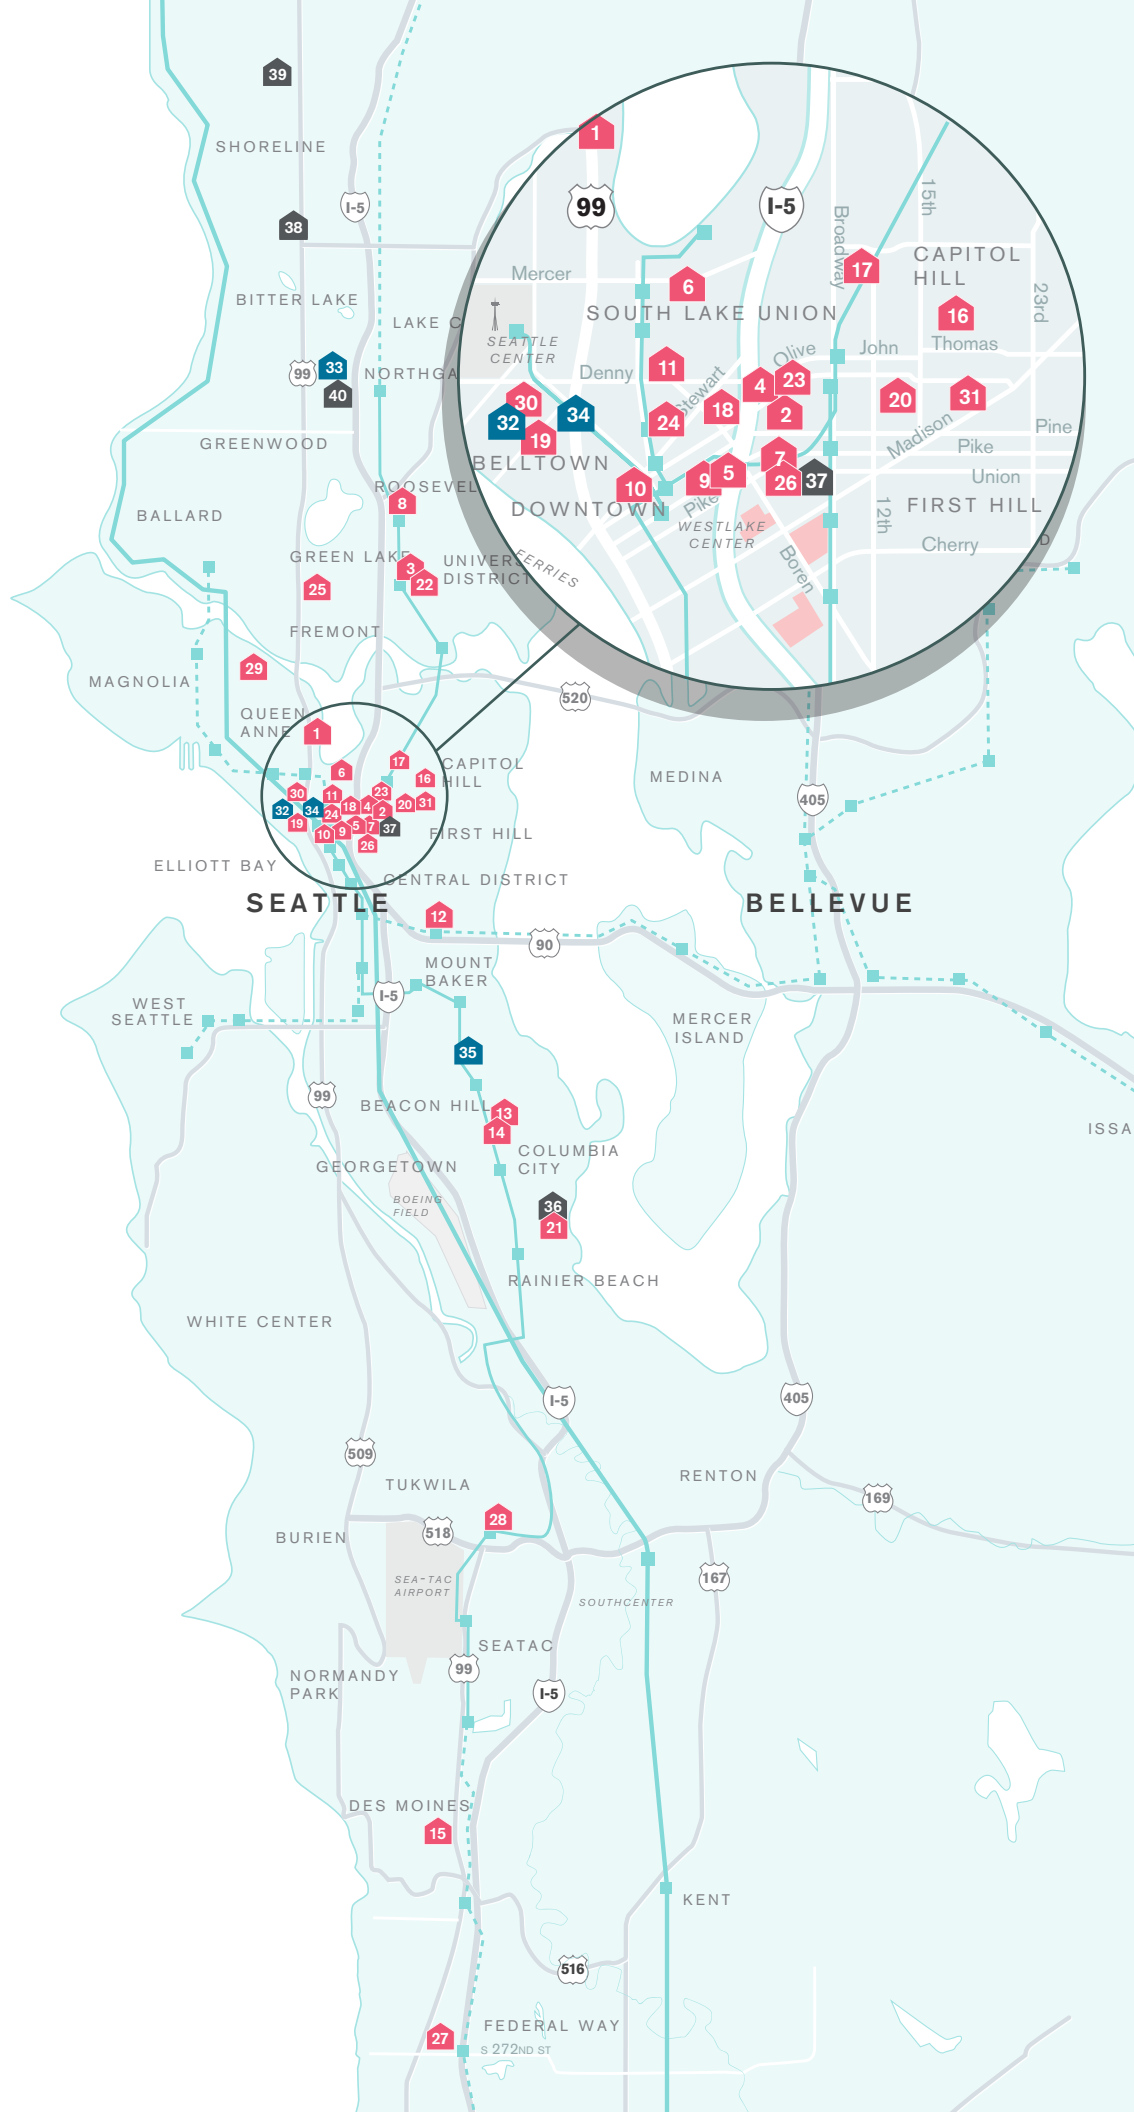 39
SHORELINE
I-5
38
BITTER LAKE
LAKE C
99
33
40
NORTHGA
GREENWOOD
ROOSEVEL
8
BALLARD
GREEN LAKE
3
22
UNIVERS
DISTRICT
25
FREMONT
29
MAGNOLIA
QUEEN
ANNE
1
1
99
I-5
15th
Broadway
17
CAPITOL
HILL
Mercer
6
SOUTH LAKE UNION
16
23rd
SEATTLE
CENTER
Olive
John
Thomas
Denny
11
Stewart
4
23
30
32
34
19
24
18
2
20
31
Madison
Pine
BELLTOWN
7
Pike
10
9
5
26
37
Union
DOWNTOWN
Pike
WESTLAKE
CENTER
12th
FIRST HILL
FERRIES
Boren
Cherry
D
520
6
17
16
CAPITOL
HILL
30
11
23
32
34
24
18
4
2
20
31
19
10
9
5
7
37
26
FIRST HILL
MEDINA
405
ELLIOTT BAY
CENTRAL DISTRICT
SEATTLE
BELLEVUE
12
90
MOUNT
BAKER
I-5
WEST
SEATTLE
MERCER
ISLAND
35
99
BEACON HILL
13
14
ISSA
COLUMBIA
CITY
GEORGETOWN
BOEING
FIELD
36
21
RAINIER BEACH
WHITE CENTER
I-5
405
509
TUKWILA
RENTON
169
28
518
BURIEN
SEA-TAC
AIRPORT
167
SOUTHCENTER
SEATAC
99
NORMANDY
PARK
I-5
DES MOINES
15
KENT
516
27
FEDERAL WAY
S 272ND ST